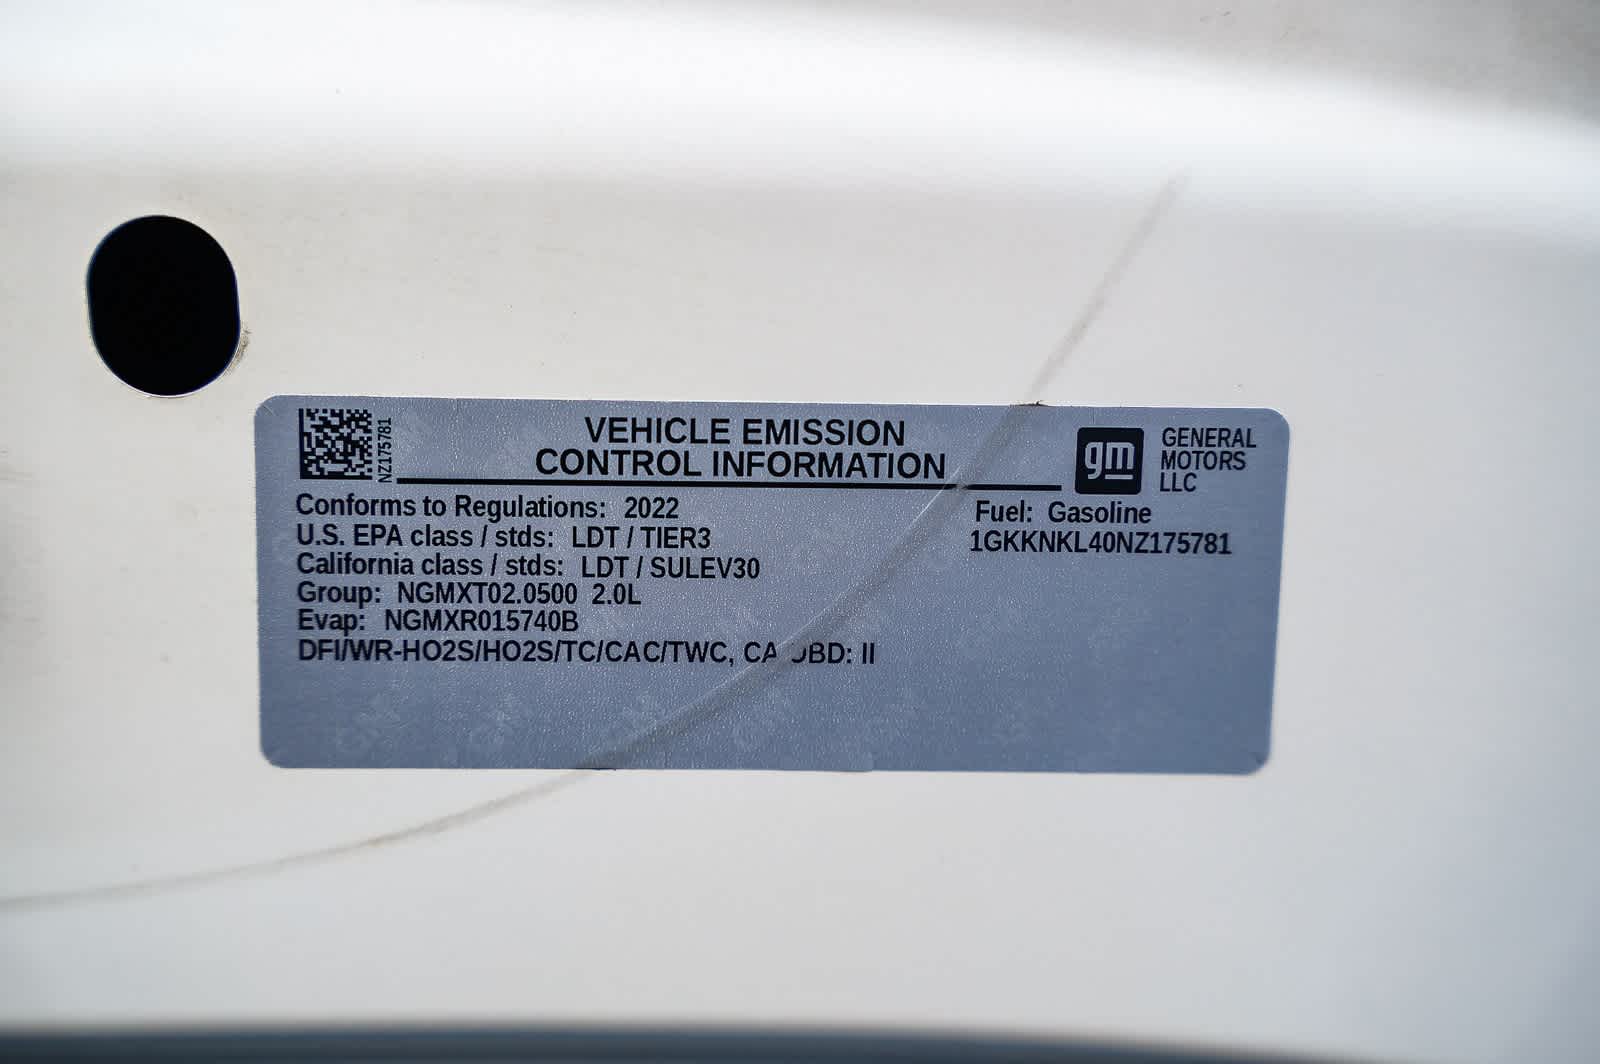 VEHICLE EMISSION
CONTROL INFORMATION
NZ175781
gm
GENERAL
MOTORS
LLC
Conforms to Regulations: 2022
U.S. EPA class / stds: LDT / TIER3
California class / stds: LDT / SULEV30
Group: NGMXT02.0500 2.0L
Evap: NGMXR015740B
DFI/WR-HO2S/HO2S/TC/CAC/TWC, CA OBD: II
Fuel: Gasoline
1GKKNKL40NZ175781